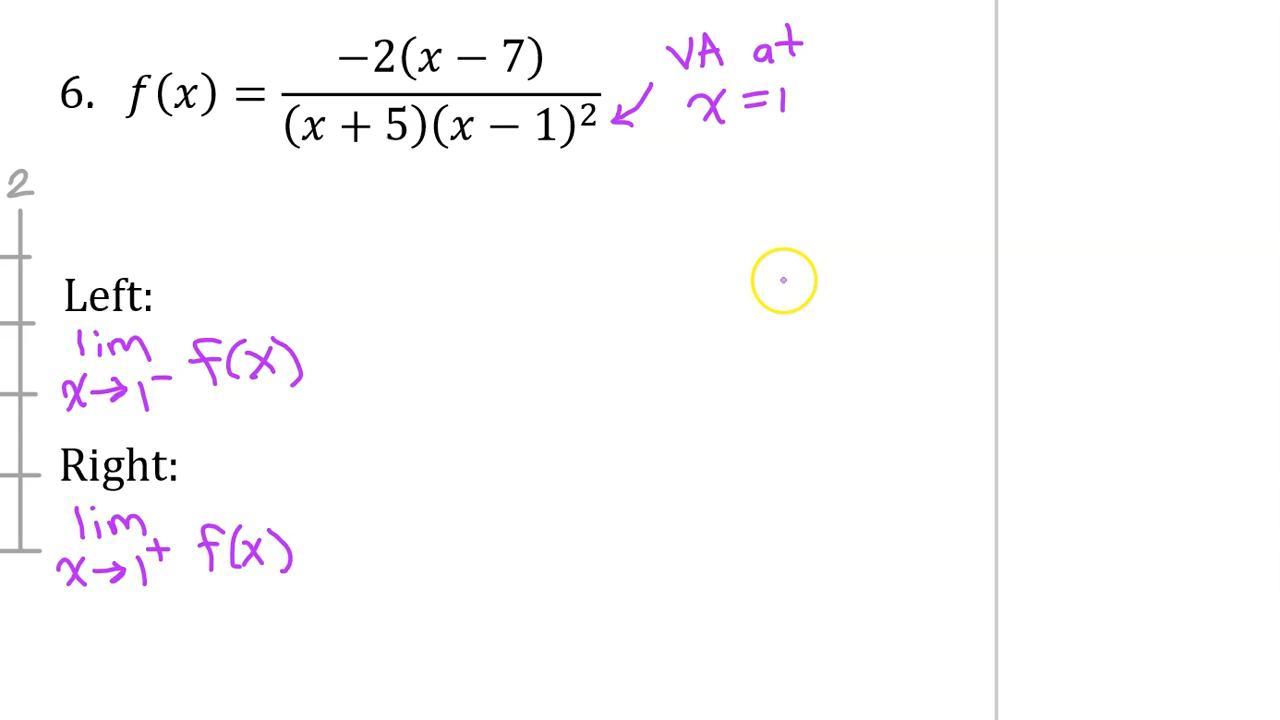 6. f(x) = −2(x − 7) / (x + 5)(x − 1)²
VA at
x = 1
2
Left:
lim x→1⁻ f(x)
Right:
lim x→1⁺ f(x)